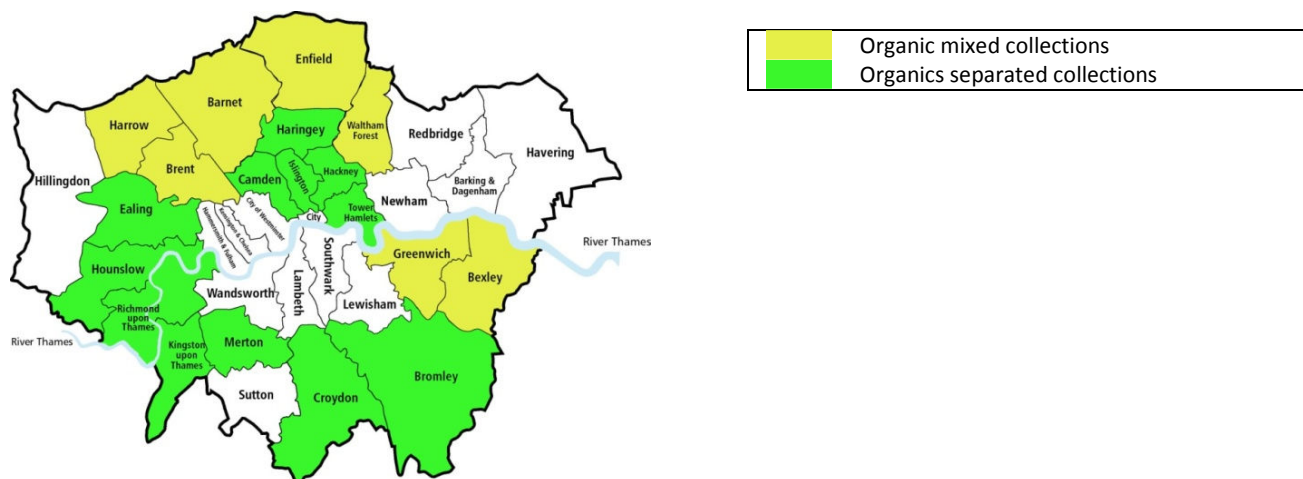 Organic mixed collections
Organics separated collections
Enfield
Barnet
Harrow
Haringey
Waltham
Forest
Redbridge
Havering
Brent
Hillingdon
Camden
Islington
Hackney
Barking &
Dagenham
Newham
Ealing
City of Westminster
Kensington & Chelsea
Hammersmith & Fulham
City
Tower
Hamlets
River Thames
Greenwich
Hounslow
Southwark
Bexley
Wandsworth
Lambeth
Lewisham
Richmond
upon
Thames
River Thames
Kingston
upon
Thames
Merton
Bromley
Sutton
Croydon